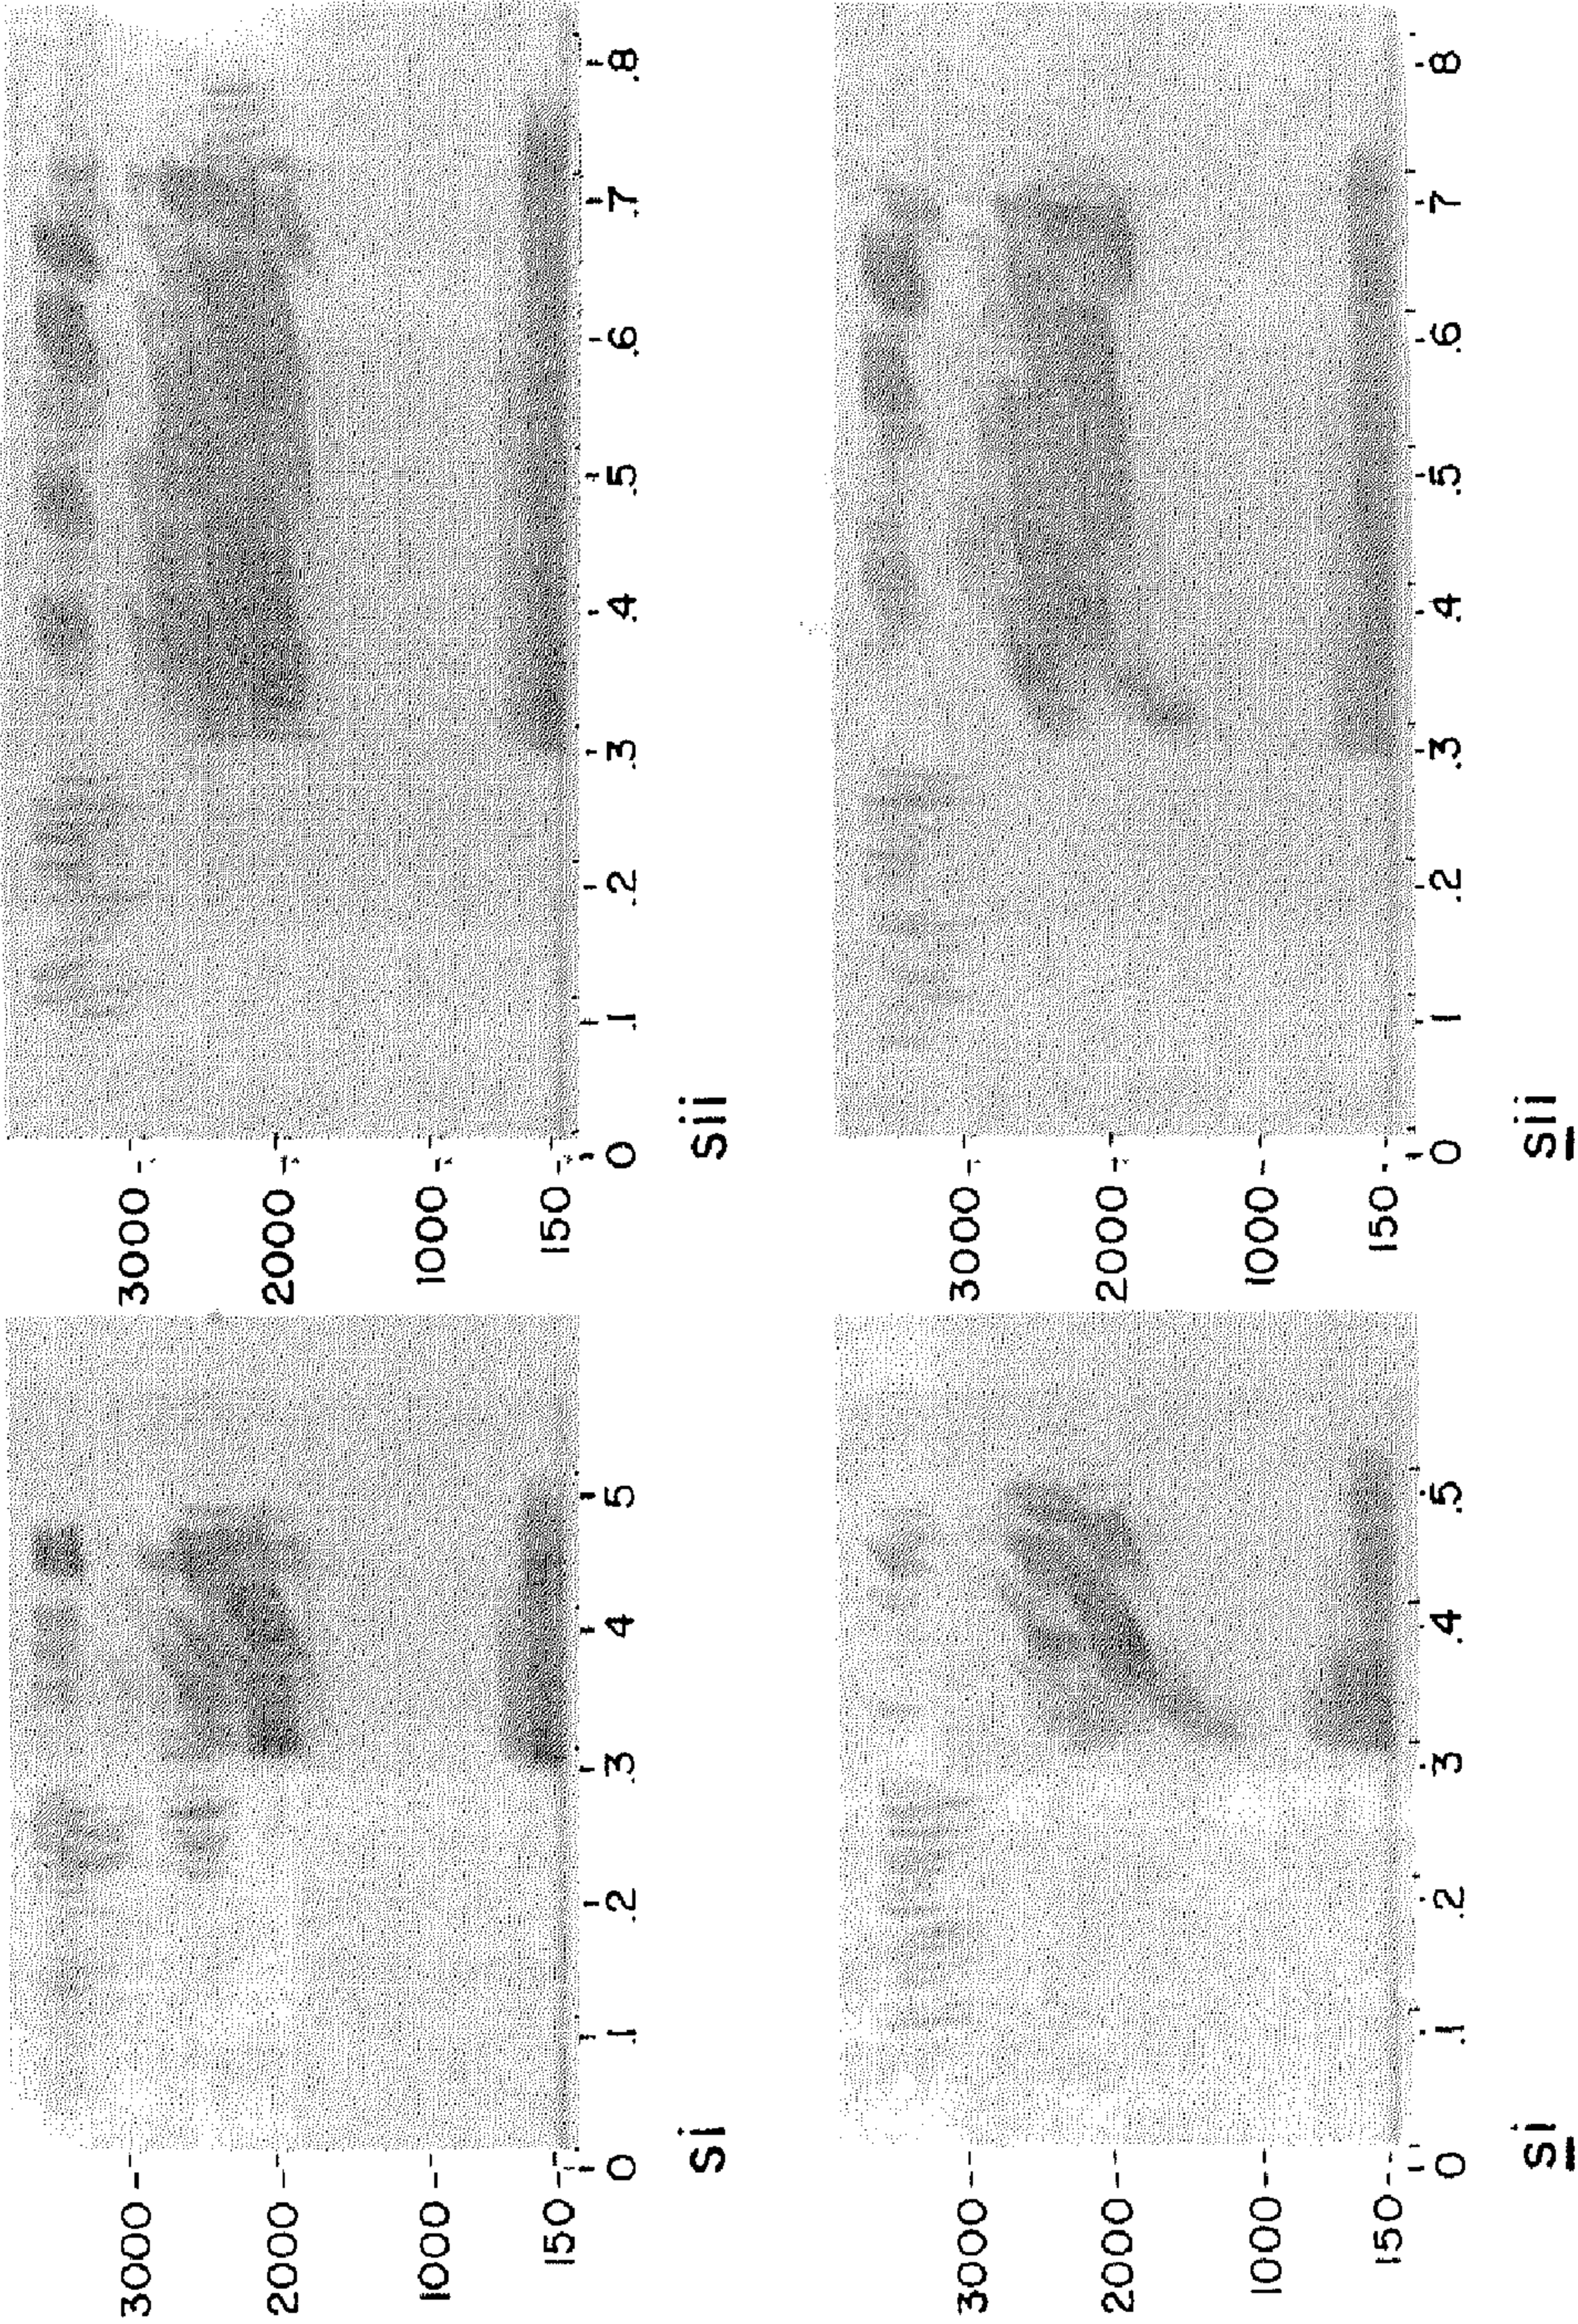 3000-
2000-
1000-
150-
0 .1 .2 .3 .4 .5
si
3000-
2000-
1000-
150-
0 .1 .2 .3 .4 .5 .6 .7 .8
sii
3000-
2000-
1000-
150-
0 .1 .2 .3 .4 .5
s̲i
3000-
2000-
1000-
150-
0 .1 .2 .3 .4 .5 .6 .7 .8
s̲ii